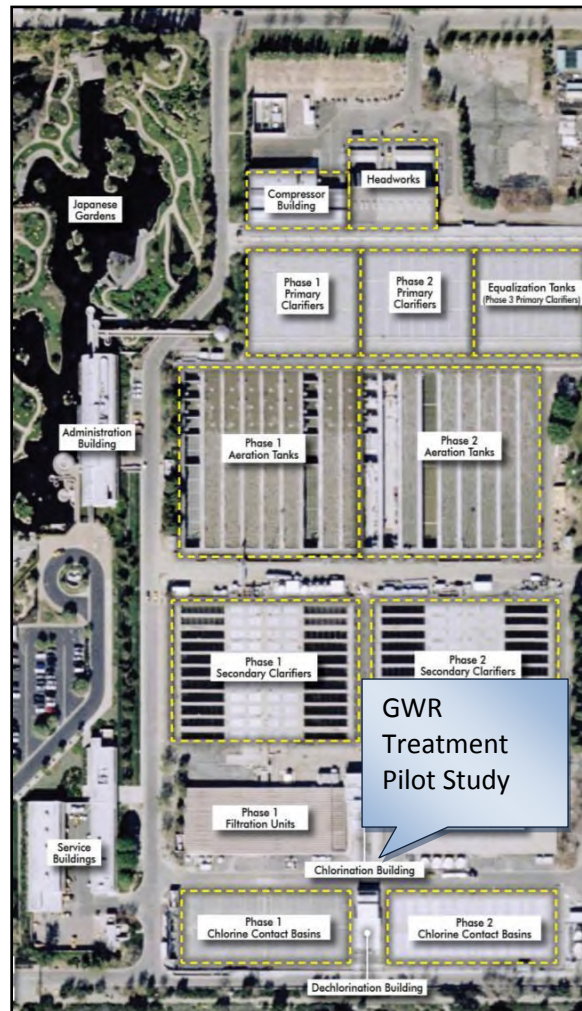 Headworks
Compressor
Building
Japanese
Gardens
Phase 1
Primary
Clarifiers
Phase 2
Primary
Clarifiers
Equalization Tanks
(Phase 3 Primary Clarifiers)
Administration
Building
Phase 1
Aeration Tanks
Phase 2
Aeration Tanks
Phase 1
Secondary Clarifiers
Phase 2
Secondary Clarifiers
GWR
Treatment
Pilot Study
Phase 1
Filtration Units
Service
Buildings
Chlorination Building
Phase 1
Chlorine Contact Basins
Phase 2
Chlorine Contact Basins
Dechlorination Building